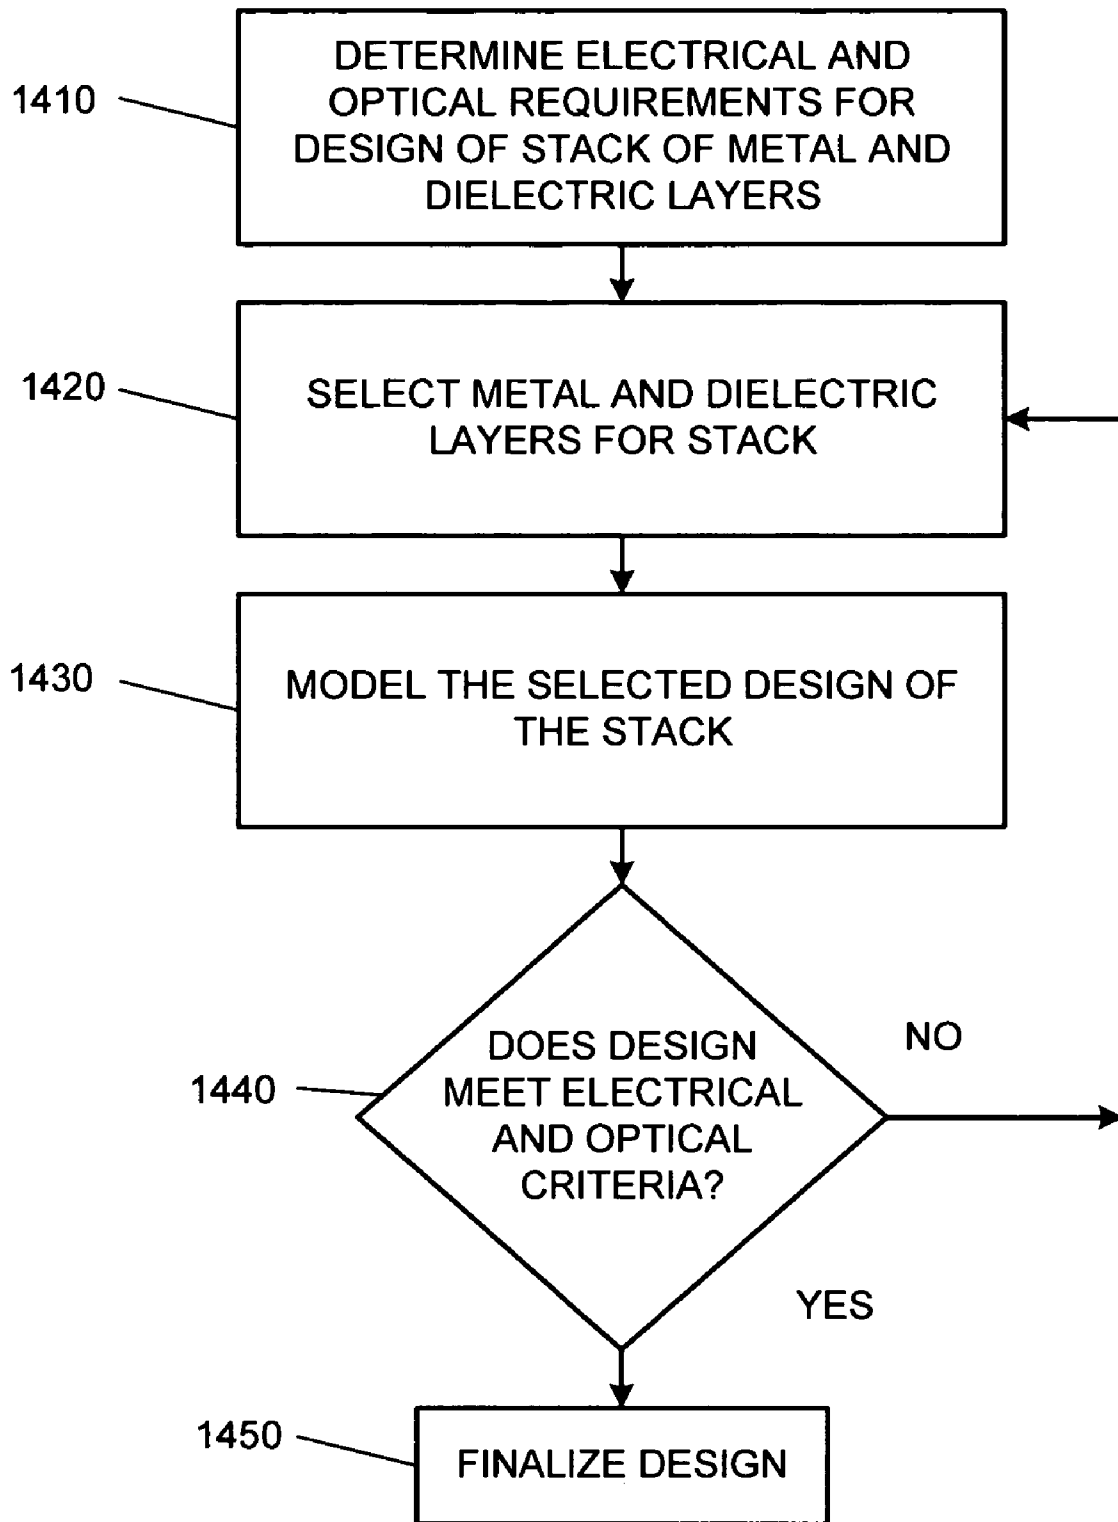 1410
DETERMINE ELECTRICAL AND
OPTICAL REQUIREMENTS FOR
DESIGN OF STACK OF METAL AND
DIELECTRIC LAYERS
1420
SELECT METAL AND DIELECTRIC
LAYERS FOR STACK
1430
MODEL THE SELECTED DESIGN OF
THE STACK
1440
DOES DESIGN
MEET ELECTRICAL
AND OPTICAL
CRITERIA?
NO
YES
1450
FINALIZE DESIGN